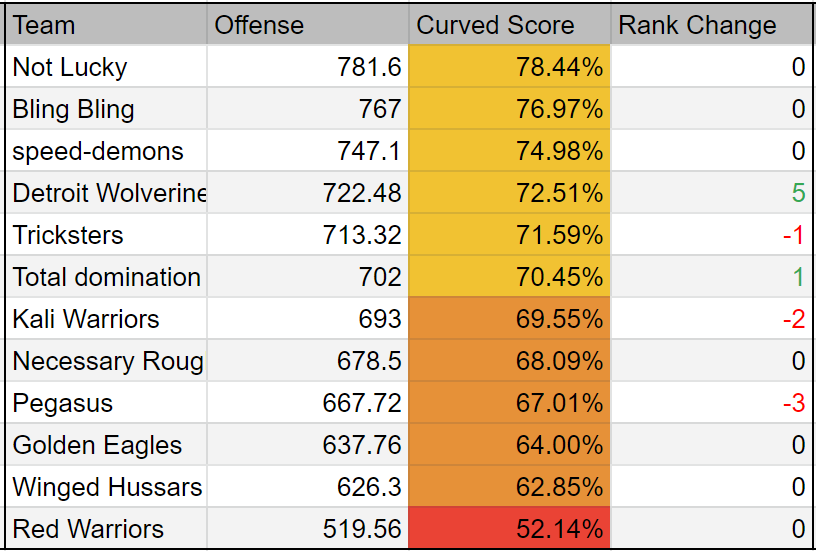 Team Offense Curved Score Rank Change
Not Lucky 781.6 78.44% 0
Bling Bling 767 76.97% 0
speed-demons 747.1 74.98% 0
Detroit Wolverine 722.48 72.51% 5
Tricksters 713.32 71.59% -1
Total domination 702 70.45% 1
Kali Warriors 693 69.55% -2
Necessary Roug 678.5 68.09% 0
Pegasus 667.72 67.01% -3
Golden Eagles 637.76 64.00% 0
Winged Hussars 626.3 62.85% 0
Red Warriors 519.56 52.14% 0